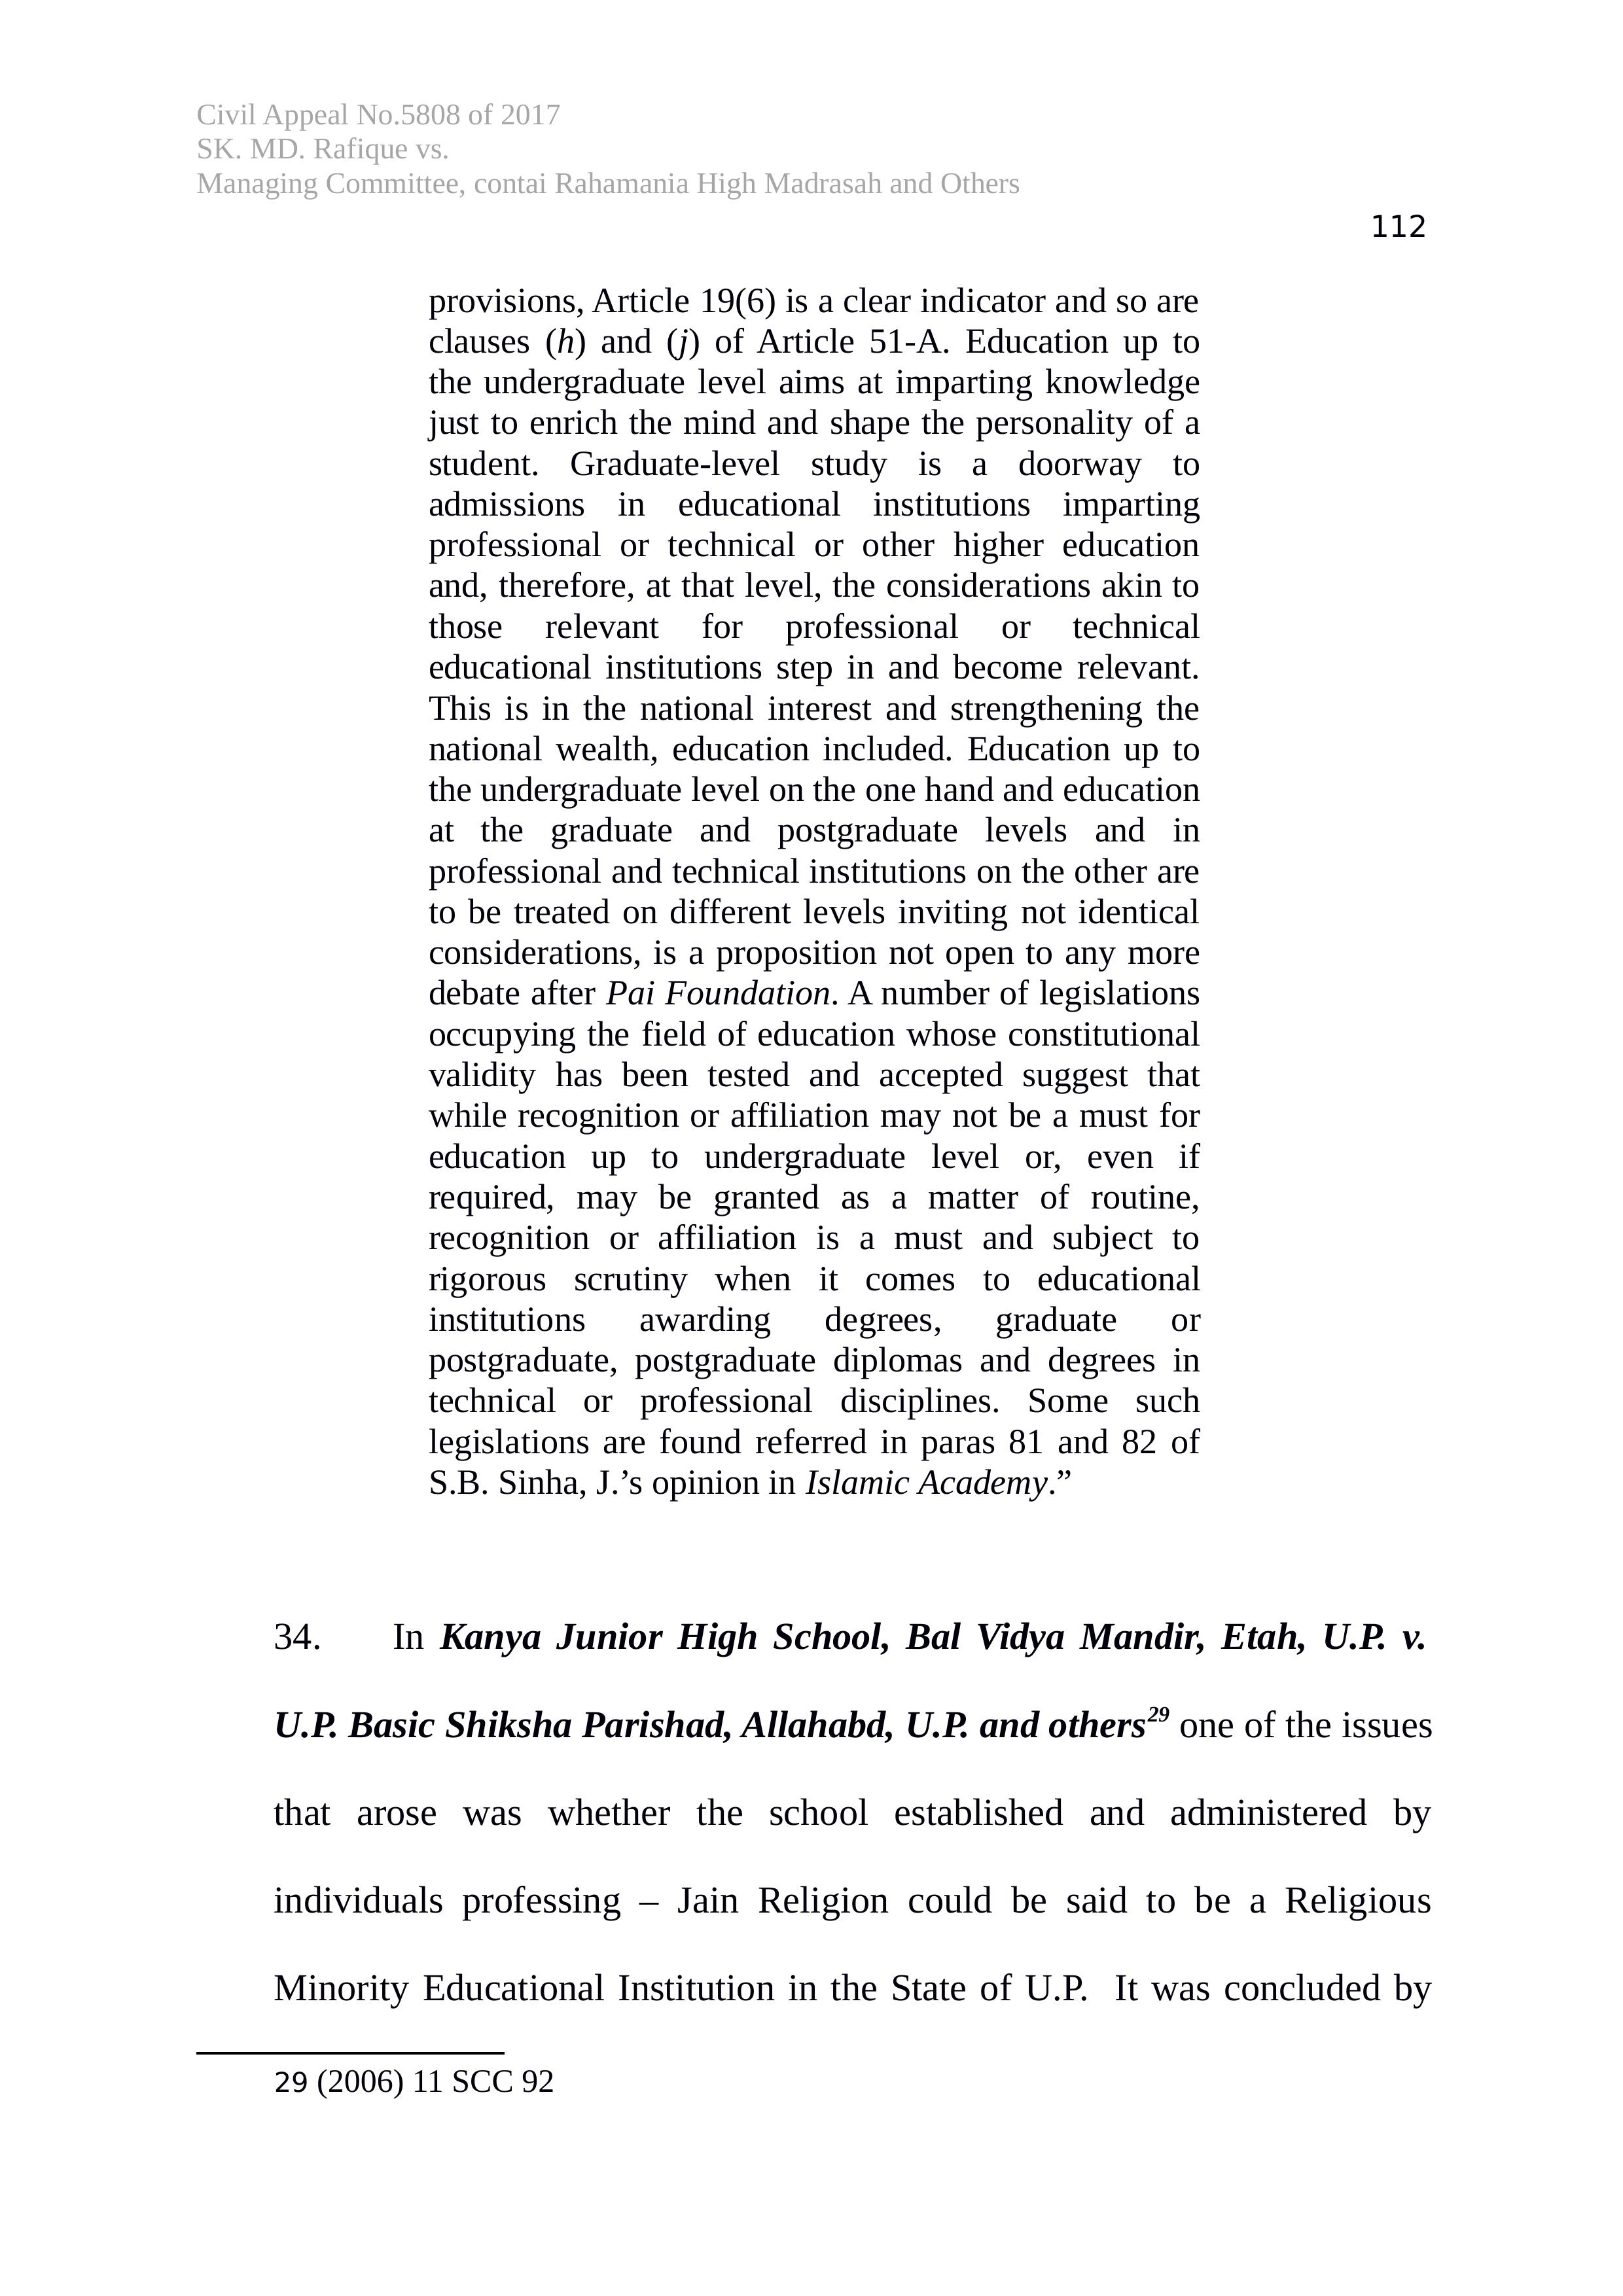 Civil Appeal No.5808 of 2017
SK. MD. Rafique vs.
Managing Committee, contai Rahamania High Madrasah and Others
112
provisions, Article 19(6) is a clear indicator and so are
clauses (h) and (j) of Article 51-A. Education up to
the undergraduate level aims at imparting knowledge
just to enrich the mind and shape the personality of a
student. Graduate-level study is a doorway to
admissions in educational institutions imparting
professional or technical or other higher education
and, therefore, at that level, the considerations akin to
those relevant for professional or technical
educational institutions step in and become relevant.
This is in the national interest and strengthening the
national wealth, education included. Education up to
the undergraduate level on the one hand and education
at the graduate and postgraduate levels and in
professional and technical institutions on the other are
to be treated on different levels inviting not identical
considerations, is a proposition not open to any more
debate after Pai Foundation. A number of legislations
occupying the field of education whose constitutional
validity has been tested and accepted suggest that
while recognition or affiliation may not be a must for
education up to undergraduate level or, even if
required, may be granted as a matter of routine,
recognition or affiliation is a must and subject to
rigorous scrutiny when it comes to educational
institutions awarding degrees, graduate or
postgraduate, postgraduate diplomas and degrees in
technical or professional disciplines. Some such
legislations are found referred in paras 81 and 82 of
S.B. Sinha, J.’s opinion in Islamic Academy.”
34. In Kanya Junior High School, Bal Vidya Mandir, Etah, U.P. v.
U.P. Basic Shiksha Parishad, Allahabd, U.P. and others29 one of the issues
that arose was whether the school established and administered by
individuals professing – Jain Religion could be said to be a Religious
Minority Educational Institution in the State of U.P. It was concluded by
29 (2006) 11 SCC 92